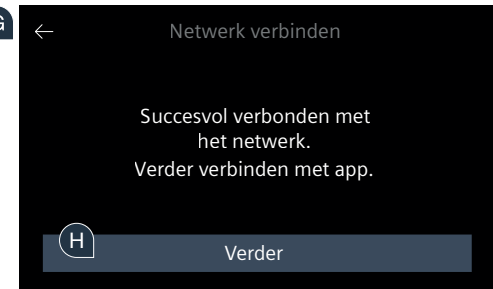 G
← Netwerk verbinden
Succesvol verbonden met
het netwerk.
Verder verbinden met app.
H
Verder